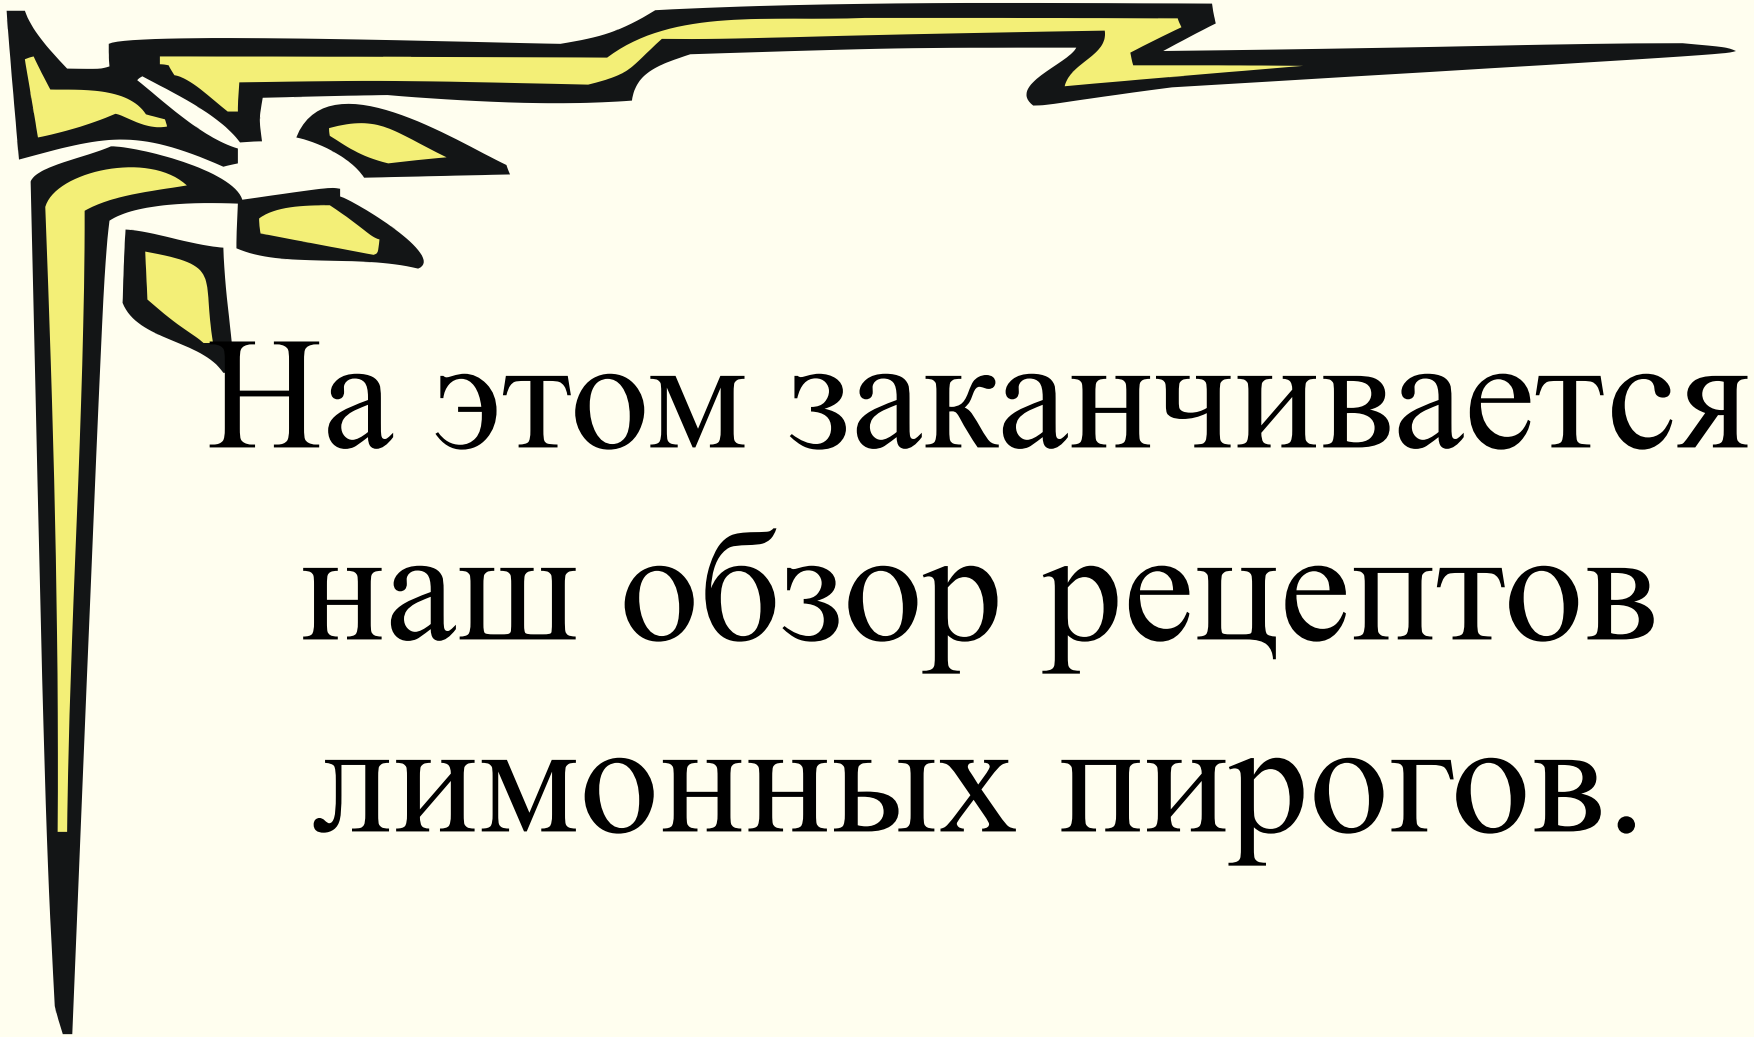 На этом заканчивается
наш обзор рецептов
лимонных пирогов.